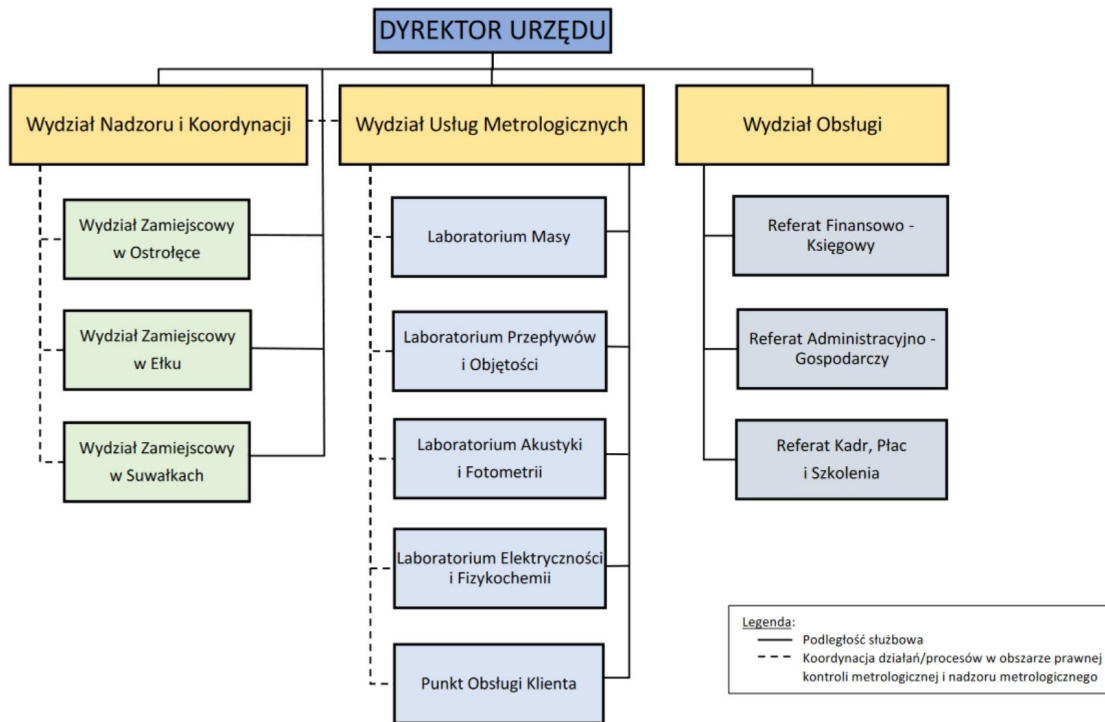 DYREKTOR URZĘDU
Wydział Nadzoru i Koordynacji
Wydział Usług Metrologicznych
Wydział Obsługi
Wydział Zamiejscowy
w Ostrołęce
Wydział Zamiejscowy
w Ełku
Wydział Zamiejscowy
w Suwałkach
Laboratorium Masy
Laboratorium Przepływów
i Objętości
Laboratorium Akustyki
i Fotometrii
Laboratorium Elektryczności
i Fizykochemii
Punkt Obsługi Klienta
Referat Finansowo -
Księgowy
Referat Administracyjno -
Gospodarczy
Referat Kadr, Płac
i Szkolenia
Legenda:
Podległość służbowa
Koordynacja działań/procesów w obszarze prawnej
kontroli metrologicznej i nadzoru metrologicznego